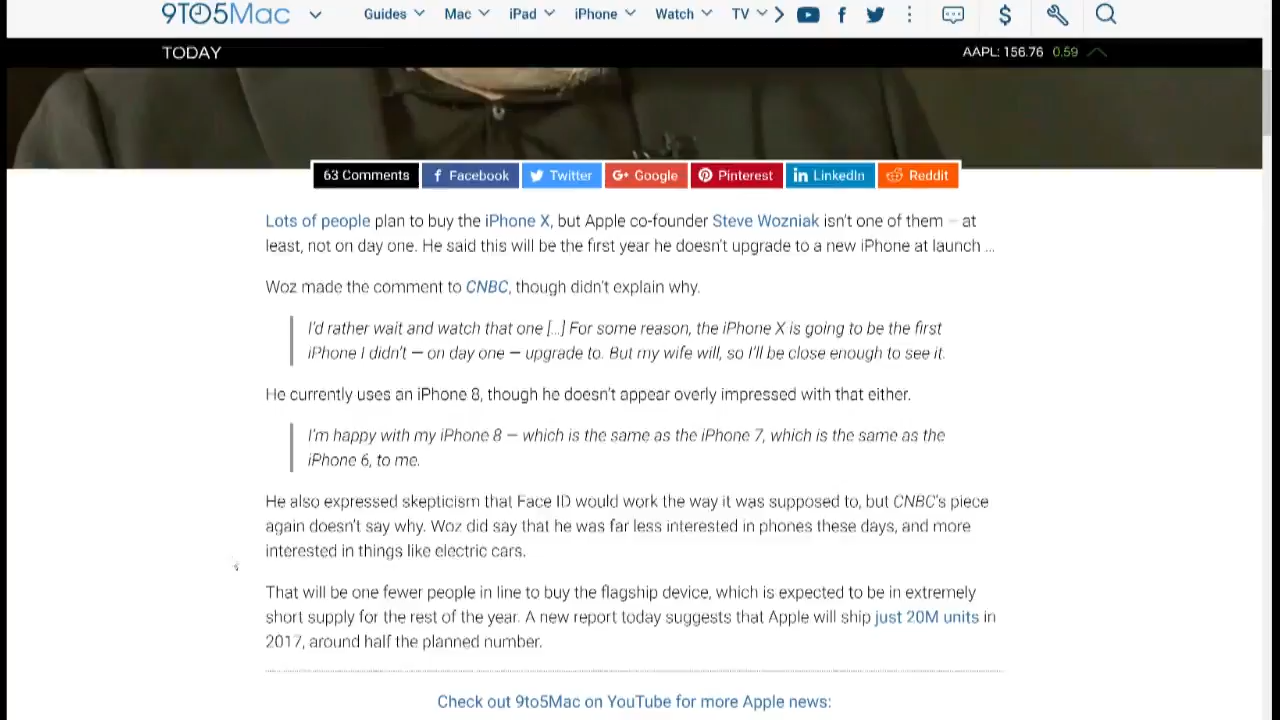 9TO5Mac Guides Mac iPad iPhone Watch TV
TODAY AAPL: 156.76 0.59
63 Comments Facebook Twitter G+ Google Pinterest LinkedIn Reddit
Lots of people plan to buy the iPhone X, but Apple co-founder Steve Wozniak isn't one of them – at
least, not on day one. He said this will be the first year he doesn't upgrade to a new iPhone at launch ...
Woz made the comment to CNBC, though didn't explain why.
I'd rather wait and watch that one [...] For some reason, the iPhone X is going to be the first
iPhone I didn't – on day one – upgrade to. But my wife will, so I'll be close enough to see it.
He currently uses an iPhone 8, though he doesn't appear overly impressed with that either.
I'm happy with my iPhone 8 – which is the same as the iPhone 7, which is the same as the
iPhone 6, to me.
He also expressed skepticism that Face ID would work the way it was supposed to, but CNBC's piece
again doesn't say why. Woz did say that he was far less interested in phones these days, and more
interested in things like electric cars.
That will be one fewer people in line to buy the flagship device, which is expected to be in extremely
short supply for the rest of the year. A new report today suggests that Apple will ship just 20M units in
2017, around half the planned number.
Check out 9to5Mac on YouTube for more Apple news: